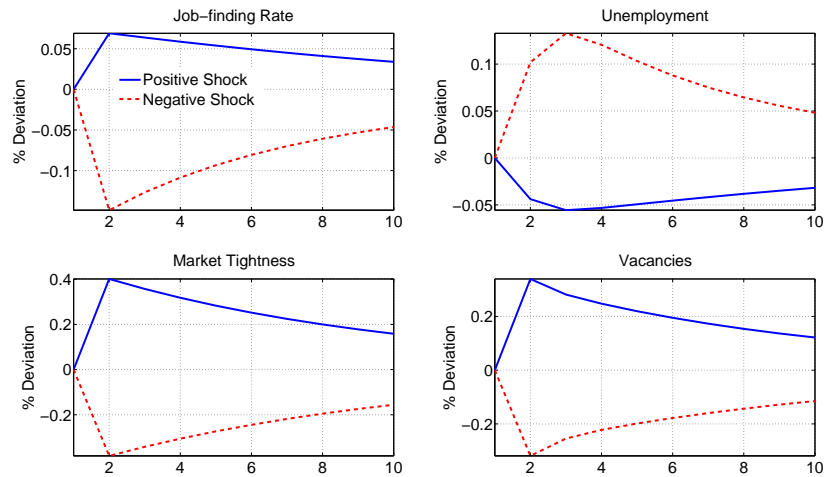 Job−finding Rate
% Deviation
0.05
0
−0.05
−0.1
Positive Shock
Negative Shock
2 4 6 8 10
Unemployment
% Deviation
0.1
0.05
0
−0.05
2 4 6 8 10
Market Tightness
% Deviation
0.4
0.2
0
−0.2
2 4 6 8 10
Vacancies
% Deviation
0.2
0
−0.2
2 4 6 8 10